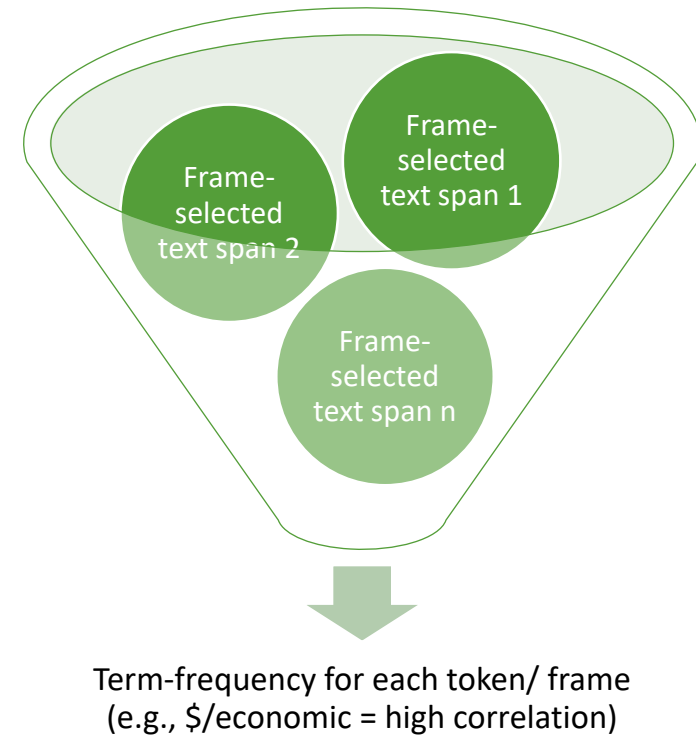 Frame-
selected
text span 1
Frame-
selected
text span 2
Frame-
selected
text span n
Term-frequency for each token/ frame
(e.g., $/economic = high correlation)